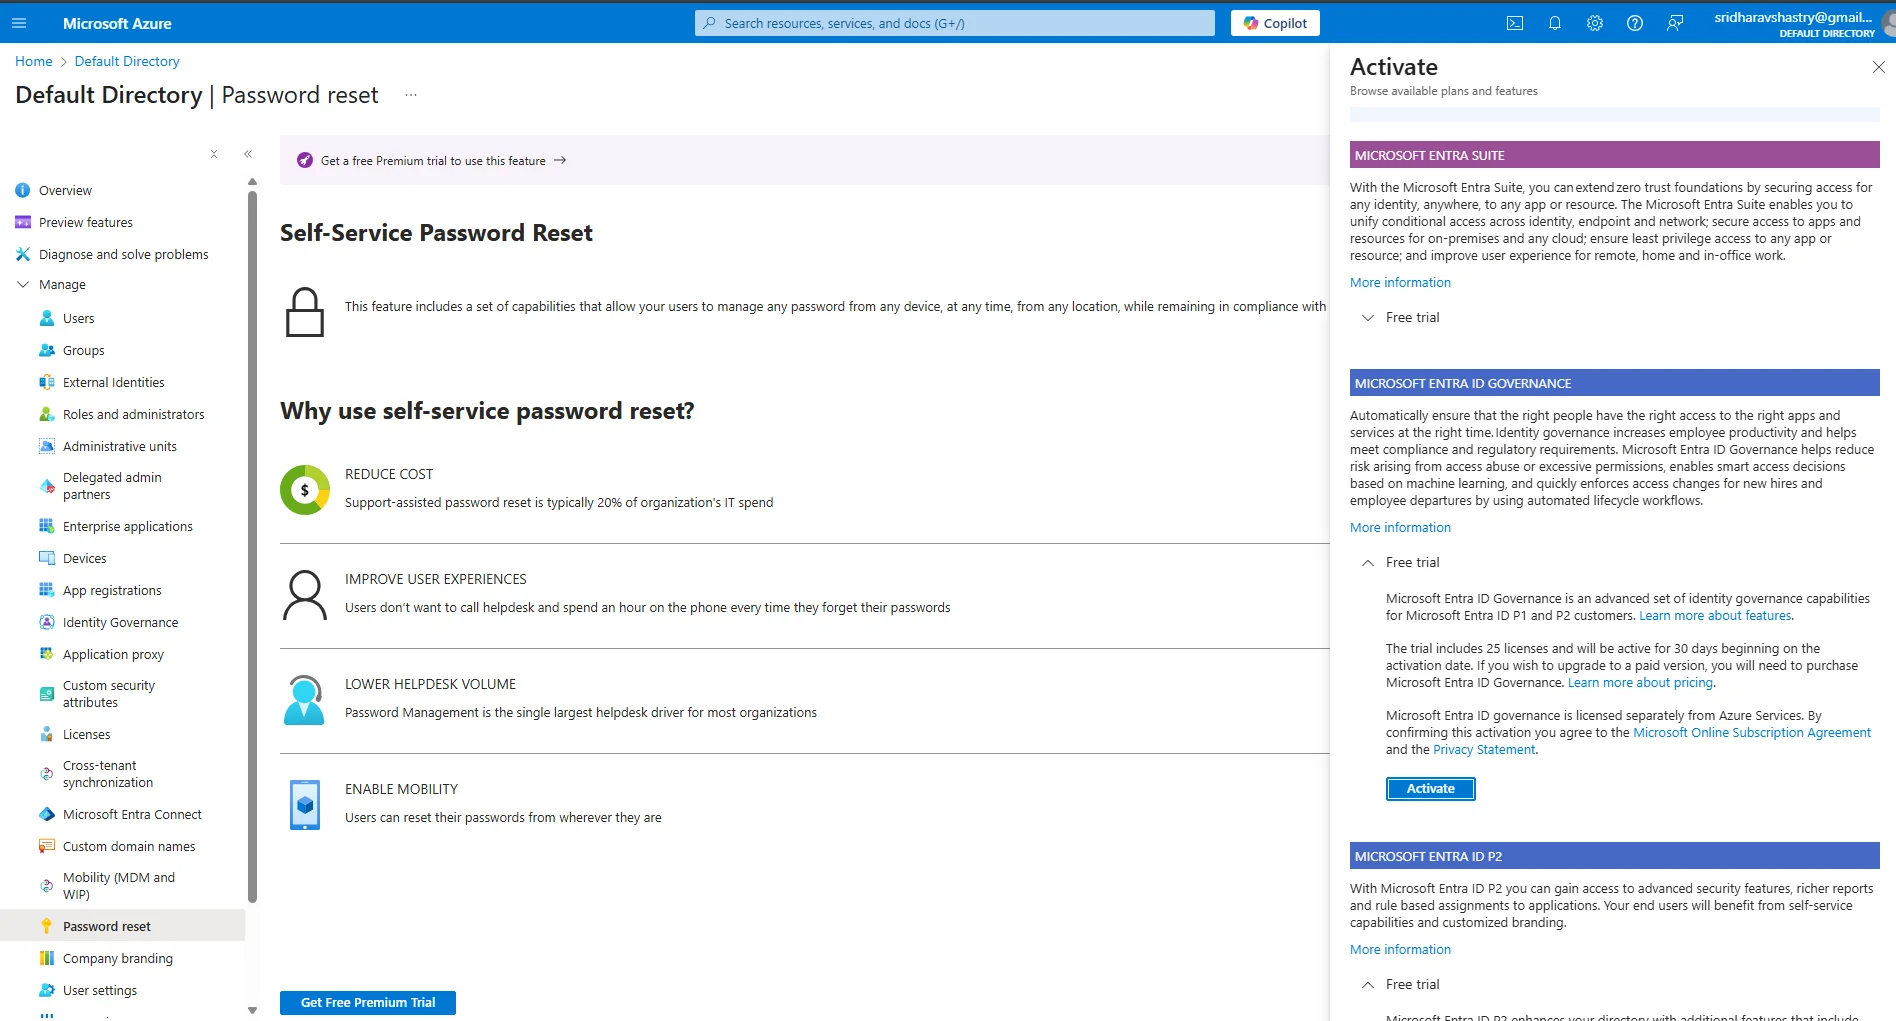 Microsoft Azure
Search resources, services, and docs (G+/)
Copilot
sridharavshastry@gmail...
DEFAULT DIRECTORY
Home > Default Directory
Default Directory | Password reset ...
Overview
Preview features
Diagnose and solve problems
Manage
Users
Groups
External Identities
Roles and administrators
Administrative units
Delegated admin
partners
Enterprise applications
Devices
App registrations
Identity Governance
Application proxy
Custom security
attributes
Licenses
Cross-tenant
synchronization
Microsoft Entra Connect
Custom domain names
Mobility (MDM and
WIP)
Password reset
Company branding
User settings
Get a free Premium trial to use this feature →
Self-Service Password Reset
This feature includes a set of capabilities that allow your users to manage any password from any device, at any time, from any location, while remaining in compliance with
Why use self-service password reset?
$
REDUCE COST
Support-assisted password reset is typically 20% of organization's IT spend
IMPROVE USER EXPERIENCES
Users don't want to call helpdesk and spend an hour on the phone every time they forget their passwords
LOWER HELPDESK VOLUME
Password Management is the single largest helpdesk driver for most organizations
ENABLE MOBILITY
Users can reset their passwords from wherever they are
Get Free Premium Trial
Activate
Browse available plans and features
MICROSOFT ENTRA SUITE
With the Microsoft Entra Suite, you can extend zero trust foundations by securing access for
any identity, anywhere, to any app or resource. The Microsoft Entra Suite enables you to
unify conditional access across identity, endpoint and network; secure access to apps and
resources for on-premises and any cloud; ensure least privilege access to any app or
resource; and improve user experience for remote, home and in-office work.
More information
Free trial
MICROSOFT ENTRA ID GOVERNANCE
Automatically ensure that the right people have the right access to the right apps and
services at the right time. Identity governance increases employee productivity and helps
meet compliance and regulatory requirements. Microsoft Entra ID Governance helps reduce
risk arising from access abuse or excessive permissions, enables smart access decisions
based on machine learning, and quickly enforces access changes for new hires and
employee departures by using automated lifecycle workflows.
More information
Free trial
Microsoft Entra ID Governance is an advanced set of identity governance capabilities
for Microsoft Entra ID P1 and P2 customers. Learn more about features.
The trial includes 25 licenses and will be active for 30 days beginning on the
activation date. If you wish to upgrade to a paid version, you will need to purchase
Microsoft Entra ID Governance. Learn more about pricing.
Microsoft Entra ID governance is licensed separately from Azure Services. By
confirming this activation you agree to the Microsoft Online Subscription Agreement
and the Privacy Statement.
Activate
MICROSOFT ENTRA ID P2
With Microsoft Entra ID P2 you can gain access to advanced security features, richer reports
and rule based assignments to applications. Your end users will benefit from self-service
capabilities and customized branding.
More information
Free trial
Microsoft Entra ID P2 enhances your directory with additional features that include